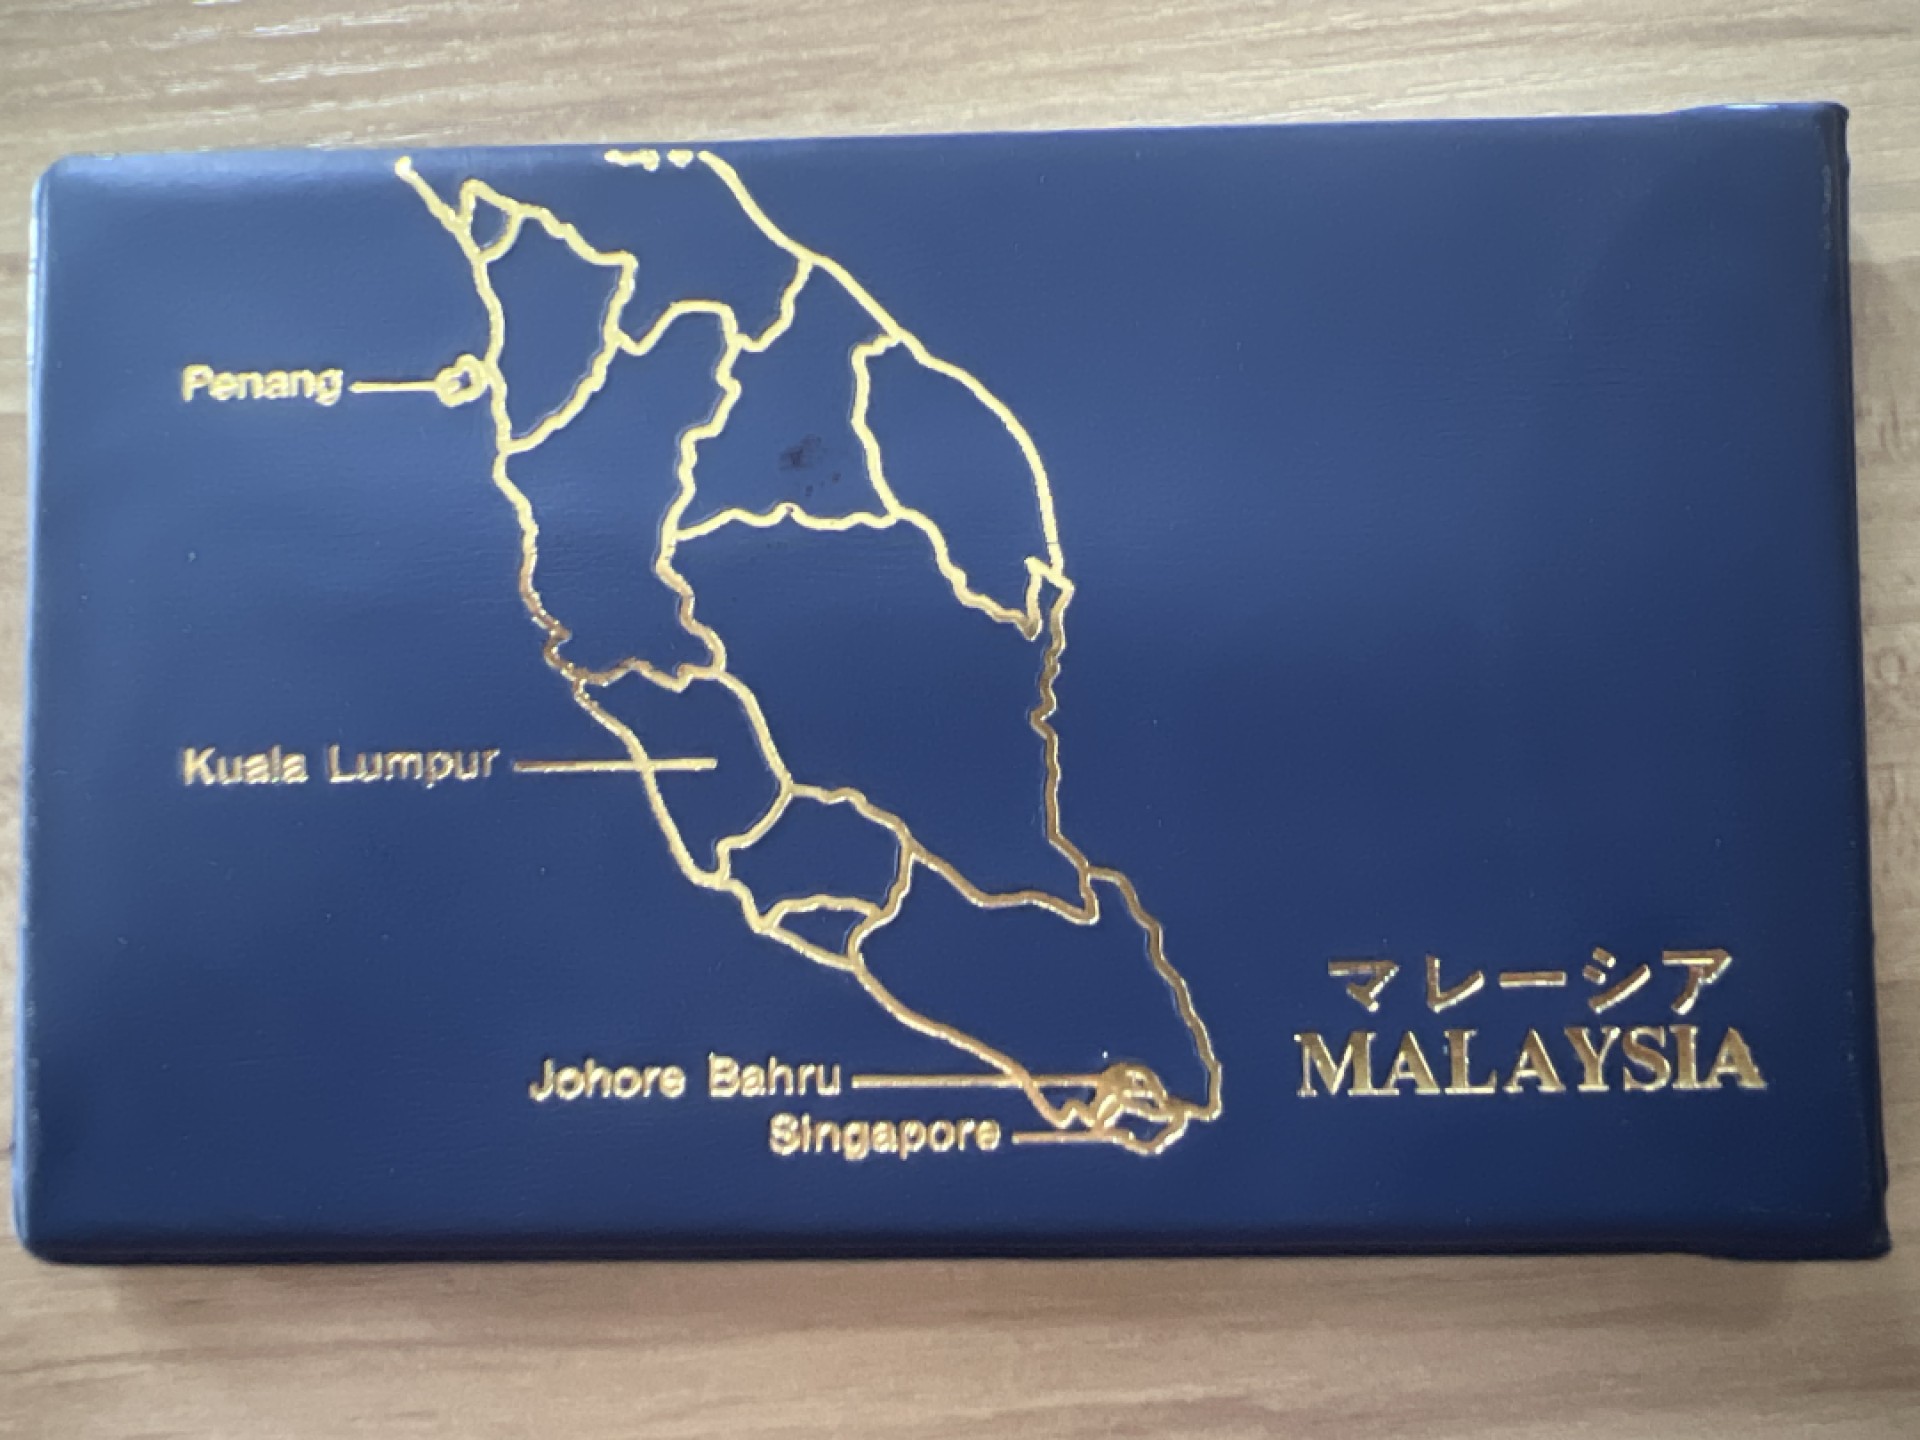 Penang
Kuala Lumpur
Johore Bahru
Singapore
マレーシア
MALAYSIA